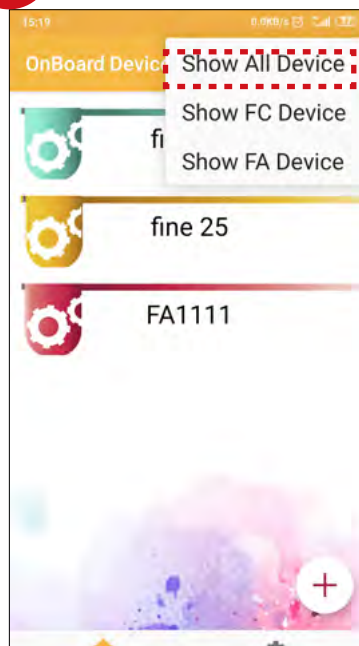 15:19 0.0KB/s
OnBoard Devic
Show All Device
Show FC Device
fi
Show FA Device
fine 25
FA1111
+